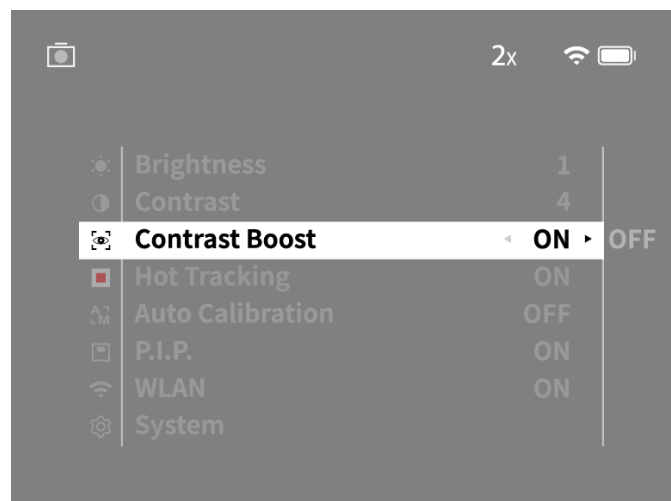 2x
Brightness 1
Contrast 4
Contrast Boost ON OFF
Hot Tracking ON
Auto Calibration OFF
P.I.P. ON
WLAN ON
System